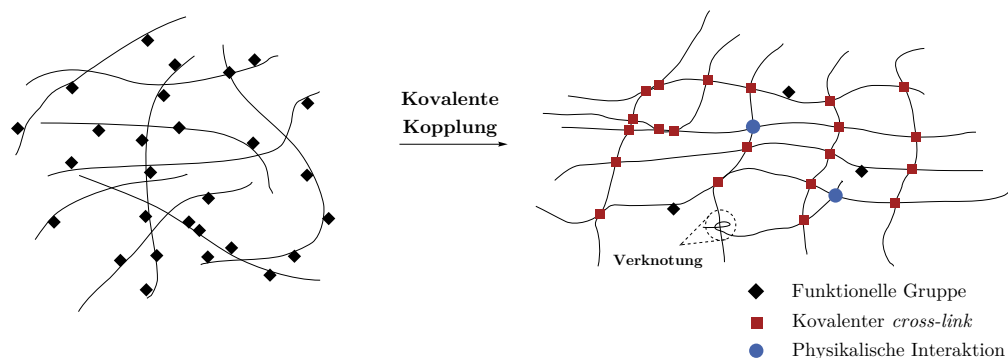 Kovalente
Kopplung
Verknotung
Funktionelle Gruppe
Kovalenter cross-link
Physikalische Interaktion